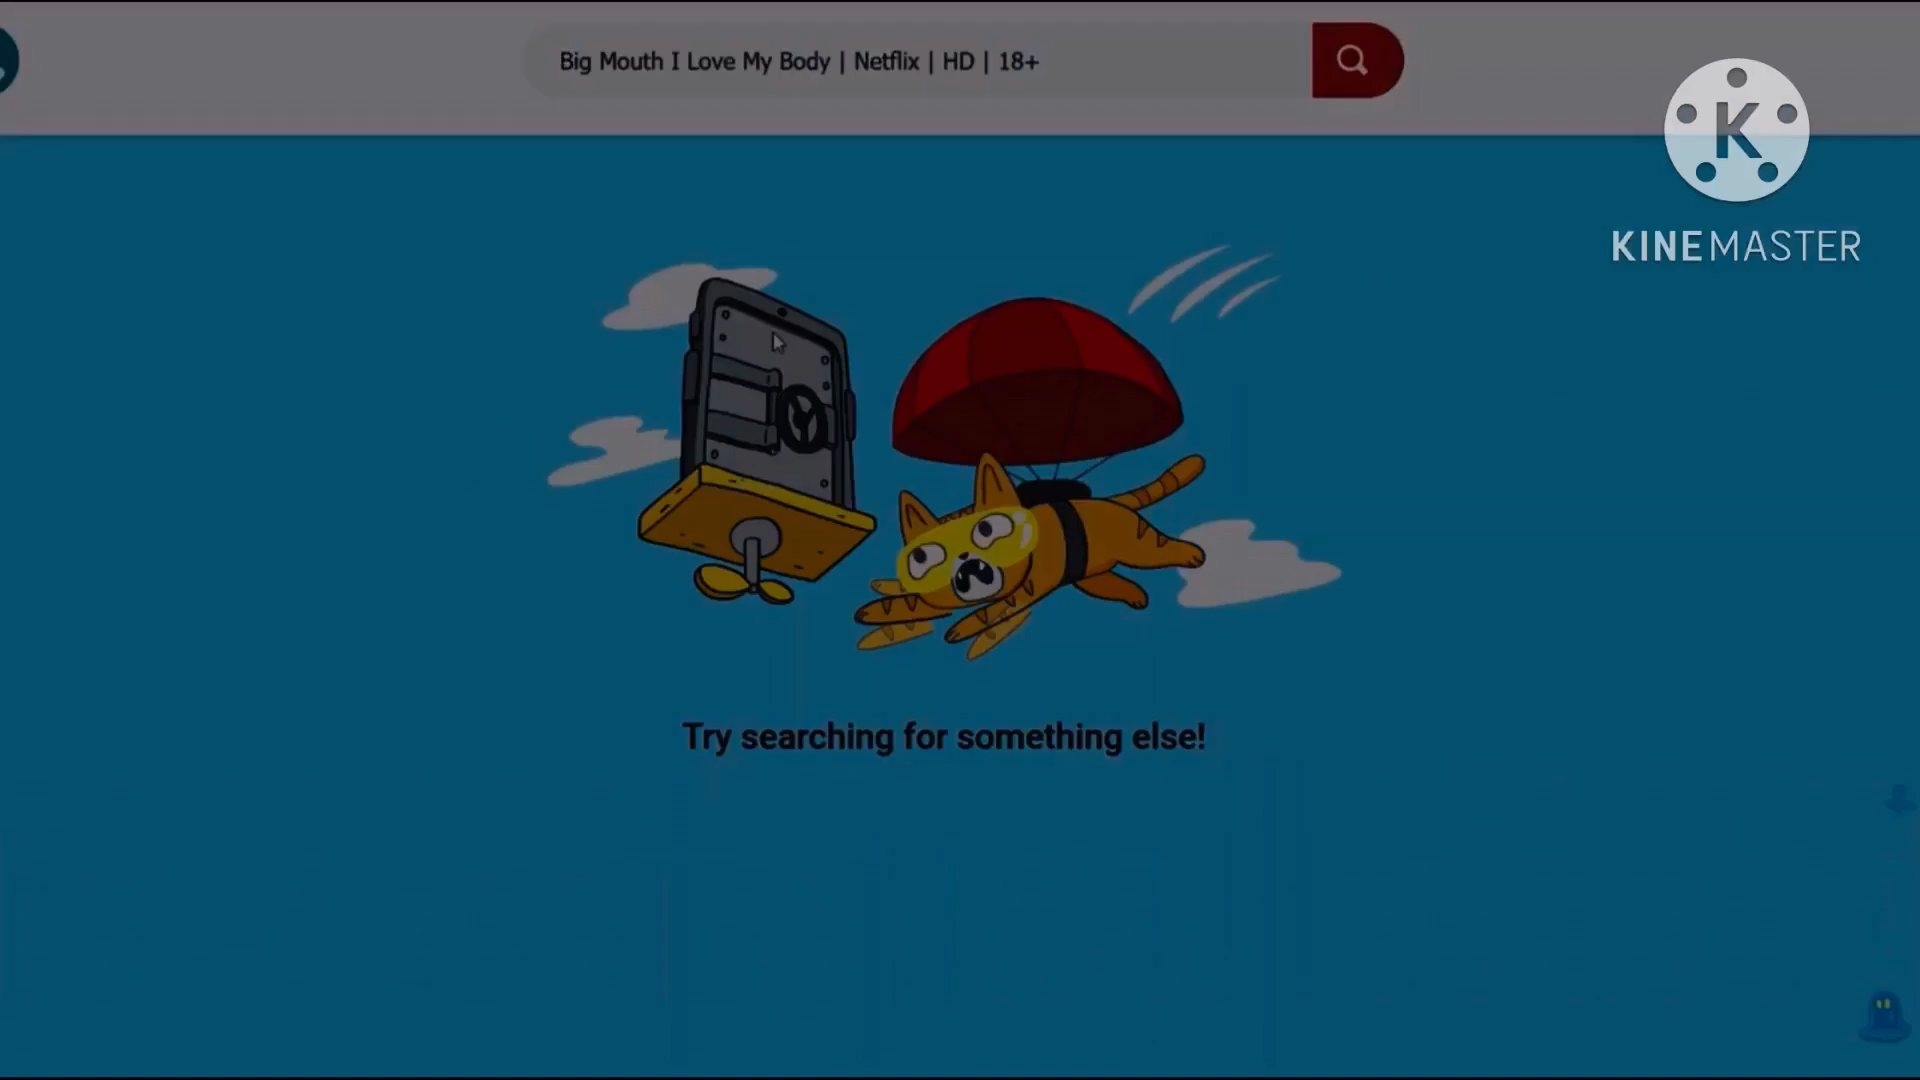 Big Mouth I Love My Body | Netflix | HD | 18+
K
KINEMASTER
Try searching for something else!